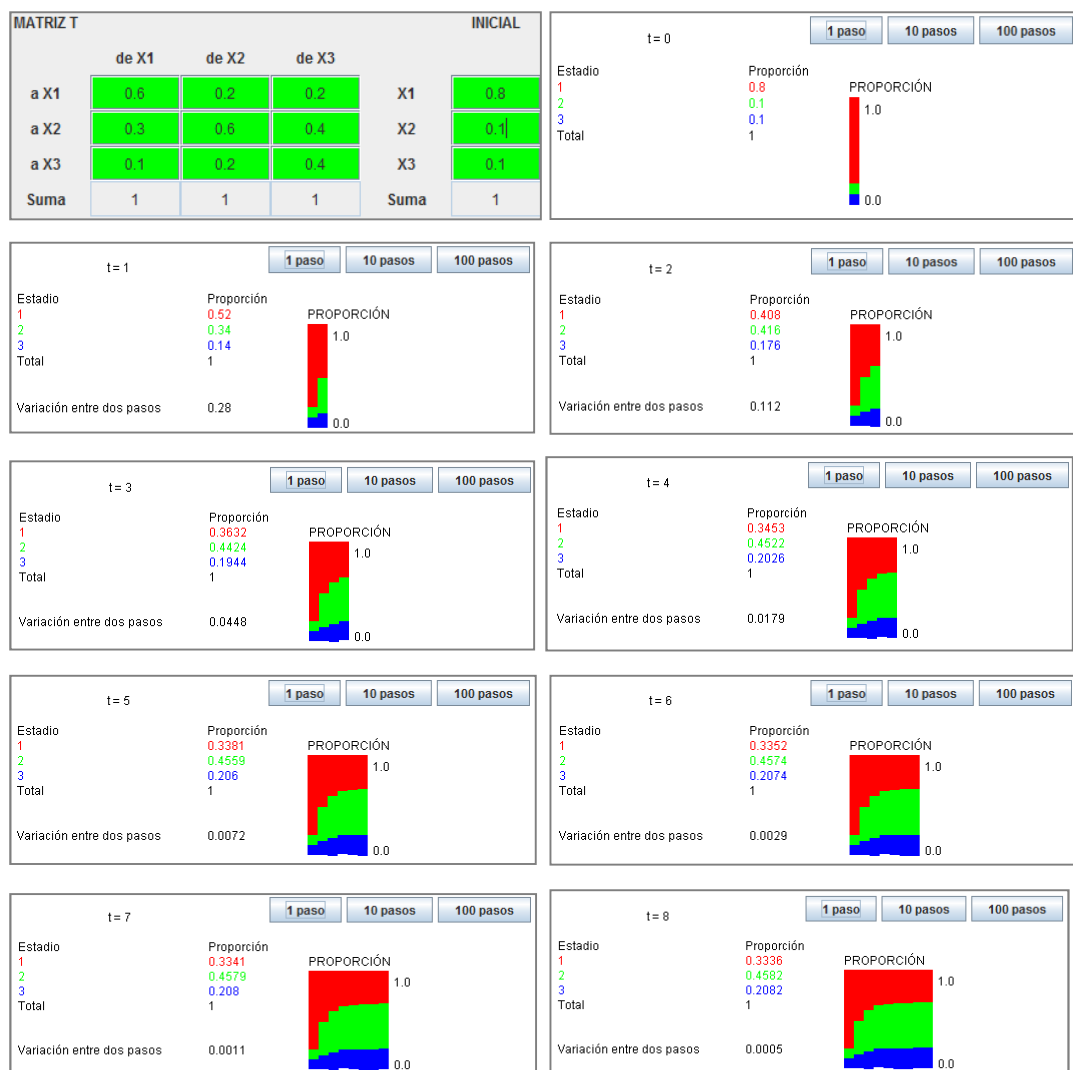 MATRIZ T INICIAL
de X1 de X2 de X3
a X1 0.6 0.2 0.2 X1 0.8
a X2 0.3 0.6 0.4 X2 0.1
a X3 0.1 0.2 0.4 X3 0.1
Suma 1 1 1 Suma 1
t= 0 1 paso 10 pasos 100 pasos
Estadio Proporción
1 0.8 PROPORCIÓN
2 0.1 1.0
3 0.1
Total 1
0.0
t= 1 1 paso 10 pasos 100 pasos
Estadio Proporción
1 0.52 PROPORCIÓN
2 0.34 1.0
3 0.14
Total 1
Variación entre dos pasos 0.28
0.0
t= 2 1 paso 10 pasos 100 pasos
Estadio Proporción
1 0.408 PROPORCIÓN
2 0.416 1.0
3 0.176
Total 1
Variación entre dos pasos 0.112
0.0
t= 3 1 paso 10 pasos 100 pasos
Estadio Proporción
1 0.3632 PROPORCIÓN
2 0.4424 1.0
3 0.1944
Total 1
Variación entre dos pasos 0.0448
0.0
t= 4 1 paso 10 pasos 100 pasos
Estadio Proporción
1 0.3453 PROPORCIÓN
2 0.4522 1.0
3 0.2026
Total 1
Variación entre dos pasos 0.0179
0.0
t= 5 1 paso 10 pasos 100 pasos
Estadio Proporción
1 0.3381 PROPORCIÓN
2 0.4559 1.0
3 0.206
Total 1
Variación entre dos pasos 0.0072
0.0
t= 6 1 paso 10 pasos 100 pasos
Estadio Proporción
1 0.3352 PROPORCIÓN
2 0.4574 1.0
3 0.2074
Total 1
Variación entre dos pasos 0.0029
0.0
t= 7 1 paso 10 pasos 100 pasos
Estadio Proporción
1 0.3341 PROPORCIÓN
2 0.4579 1.0
3 0.208
Total 1
Variación entre dos pasos 0.0011
0.0
t= 8 1 paso 10 pasos 100 pasos
Estadio Proporción
1 0.3336 PROPORCIÓN
2 0.4582 1.0
3 0.2082
Total 1
Variación entre dos pasos 0.0005
0.0